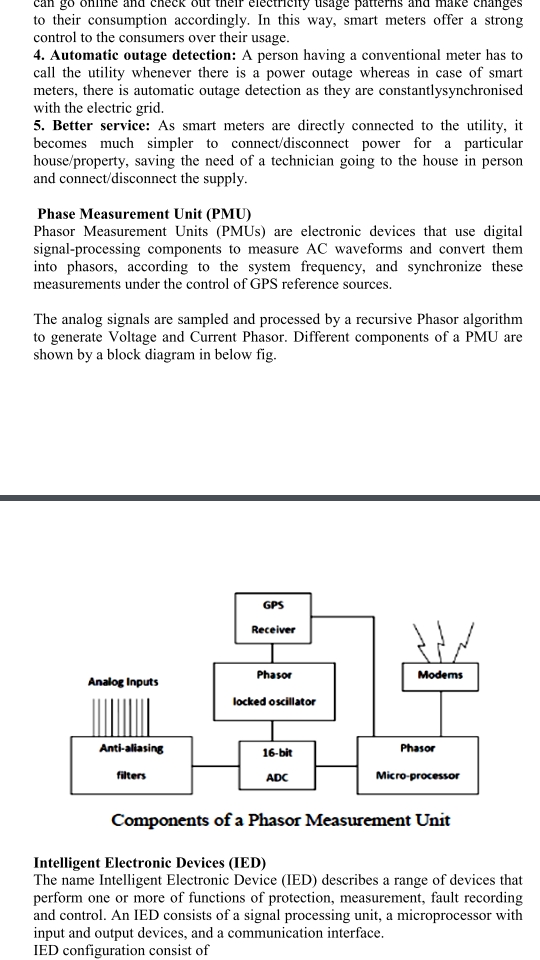 can go online and check out their electricity usage patterns and make changes
to their consumption accordingly. In this way, smart meters offer a strong
control to the consumers over their usage.
4. Automatic outage detection: A person having a conventional meter has to
call the utility whenever there is a power outage whereas in case of smart
meters, there is automatic outage detection as they are constantlysynchronised
with the electric grid.
5. Better service: As smart meters are directly connected to the utility, it
becomes much simpler to connect/disconnect power for a particular
house/property, saving the need of a technician going to the house in person
and connect/disconnect the supply.
Phase Measurement Unit (PMU)
Phasor Measurement Units (PMUs) are electronic devices that use digital
signal-processing components to measure AC waveforms and convert them
into phasors, according to the system frequency, and synchronize these
measurements under the control of GPS reference sources.
The analog signals are sampled and processed by a recursive Phasor algorithm
to generate Voltage and Current Phasor. Different components of a PMU are
shown by a block diagram in below fig.
GPS
Receiver
Analog Inputs
Phasor
locked oscillator
Modems
Anti-aliasing
filters
16-bit
ADC
Phasor
Micro-processor
Components of a Phasor Measurement Unit
Intelligent Electronic Devices (IED)
The name Intelligent Electronic Device (IED) describes a range of devices that
perform one or more of functions of protection, measurement, fault recording
and control. An IED consists of a signal processing unit, a microprocessor with
input and output devices, and a communication interface.
IED configuration consist of